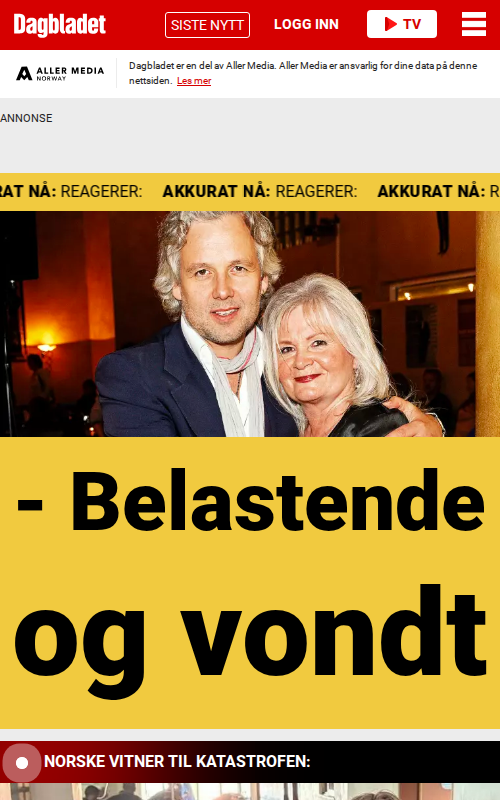 Dagbladet
SISTE NYTT
LOGG INN
TV
ALLER MEDIA
NORWAY
Dagbladet er en del av Aller Media. Aller Media er ansvarlig for dine data på denne
nettsiden. Les mer
ANNONSE
RAT NÅ: REAGERER: AKKURAT NÅ: REAGERER: AKKURAT NÅ: R
- Belastende
og vondt
NORSKE VITNER TIL KATASTROFEN: